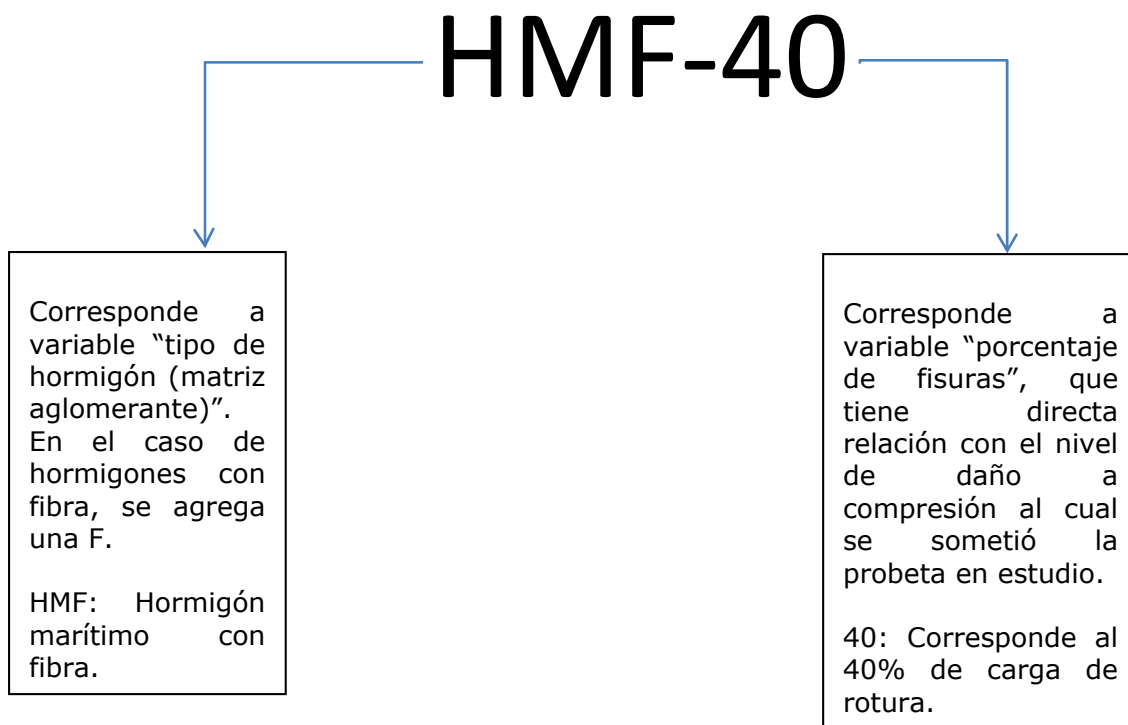 HMF-40
Corresponde a
variable “tipo de
hormigón (matriz
aglomerante)”.
En el caso de
hormigones con
fibra, se agrega
una F.
HMF: Hormigón
marítimo con
fibra.
Corresponde a
variable “porcentaje
de fisuras”, que
tiene directa
relación con el nivel
de daño a
compresión al cual
se sometió la
probeta en estudio.
40: Corresponde al
40% de carga de
rotura.